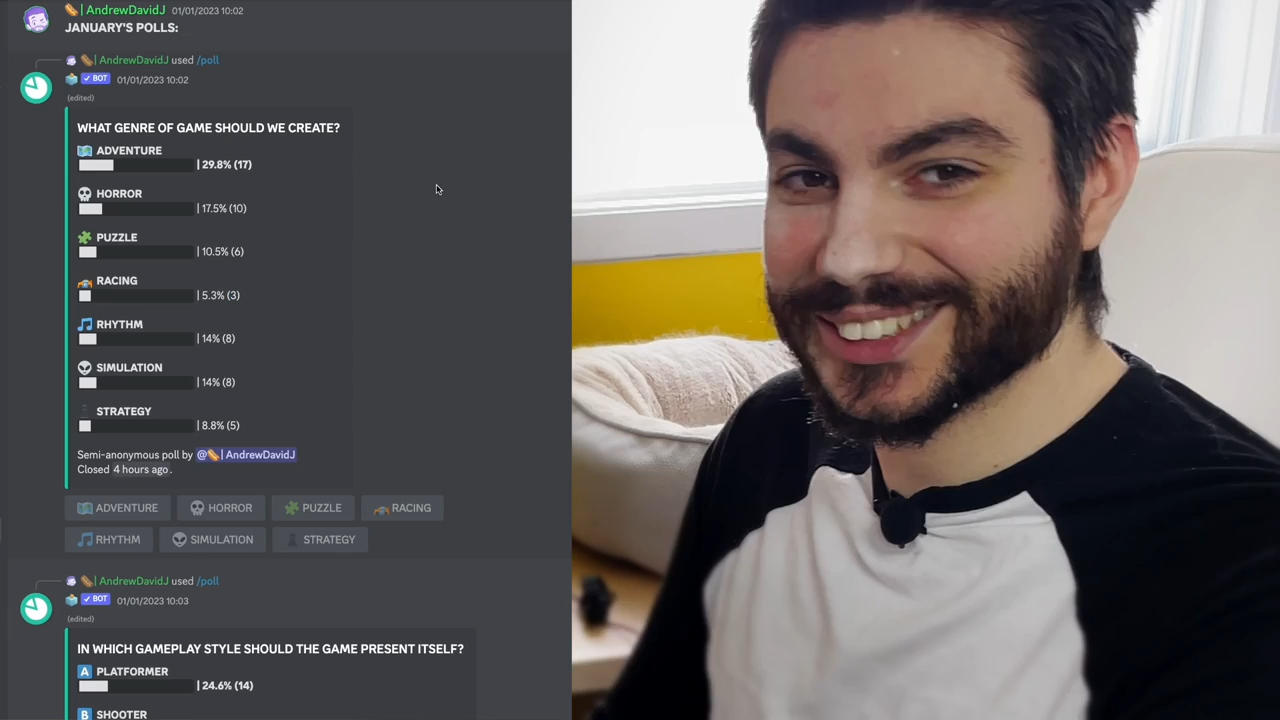 AndrewDavidJ 01/01/2023 10:02
JANUARY'S POLLS:
| AndrewDavidJ used /poll
✓ BOT 01/01/2023 10:02
(edited)
WHAT GENRE OF GAME SHOULD WE CREATE?
ADVENTURE
| 29.8% (17)
HORROR
| 17.5% (10)
PUZZLE
| 10.5% (6)
RACING
| 5.3% (3)
RHYTHM
| 14% (8)
SIMULATION
| 14% (8)
STRATEGY
| 8.8% (5)
Semi-anonymous poll by @ | AndrewDavidJ
Closed 4 hours ago.
ADVENTURE HORROR PUZZLE RACING
RHYTHM SIMULATION STRATEGY
| AndrewDavidJ used /poll
✓ BOT 01/01/2023 10:03
(edited)
IN WHICH GAMEPLAY STYLE SHOULD THE GAME PRESENT ITSELF?
A PLATFORMER
| 24.6% (14)
B SHOOTER